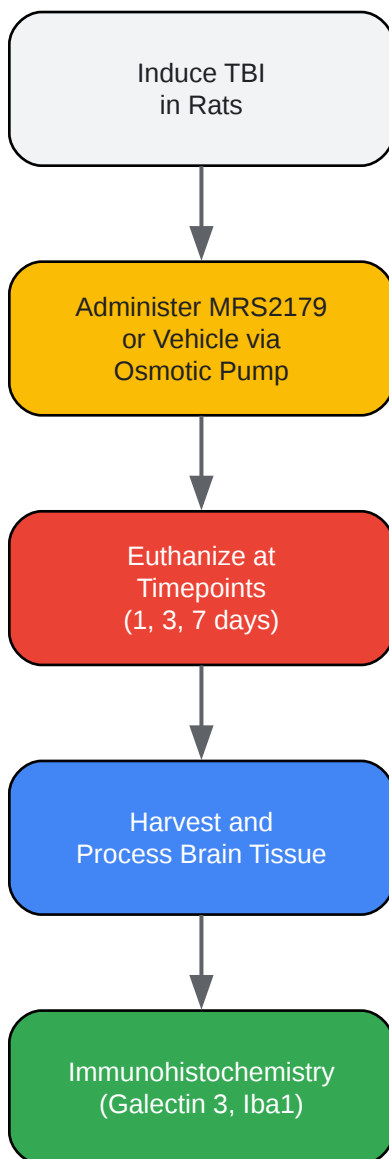 Induce TBI
in Rats
Administer MRS2179
or Vehicle via
Osmotic Pump
Euthanize at
Timepoints
(1, 3, 7 days)
Harvest and
Process Brain Tissue
Immunohistochemistry
(Galectin 3, Iba1)